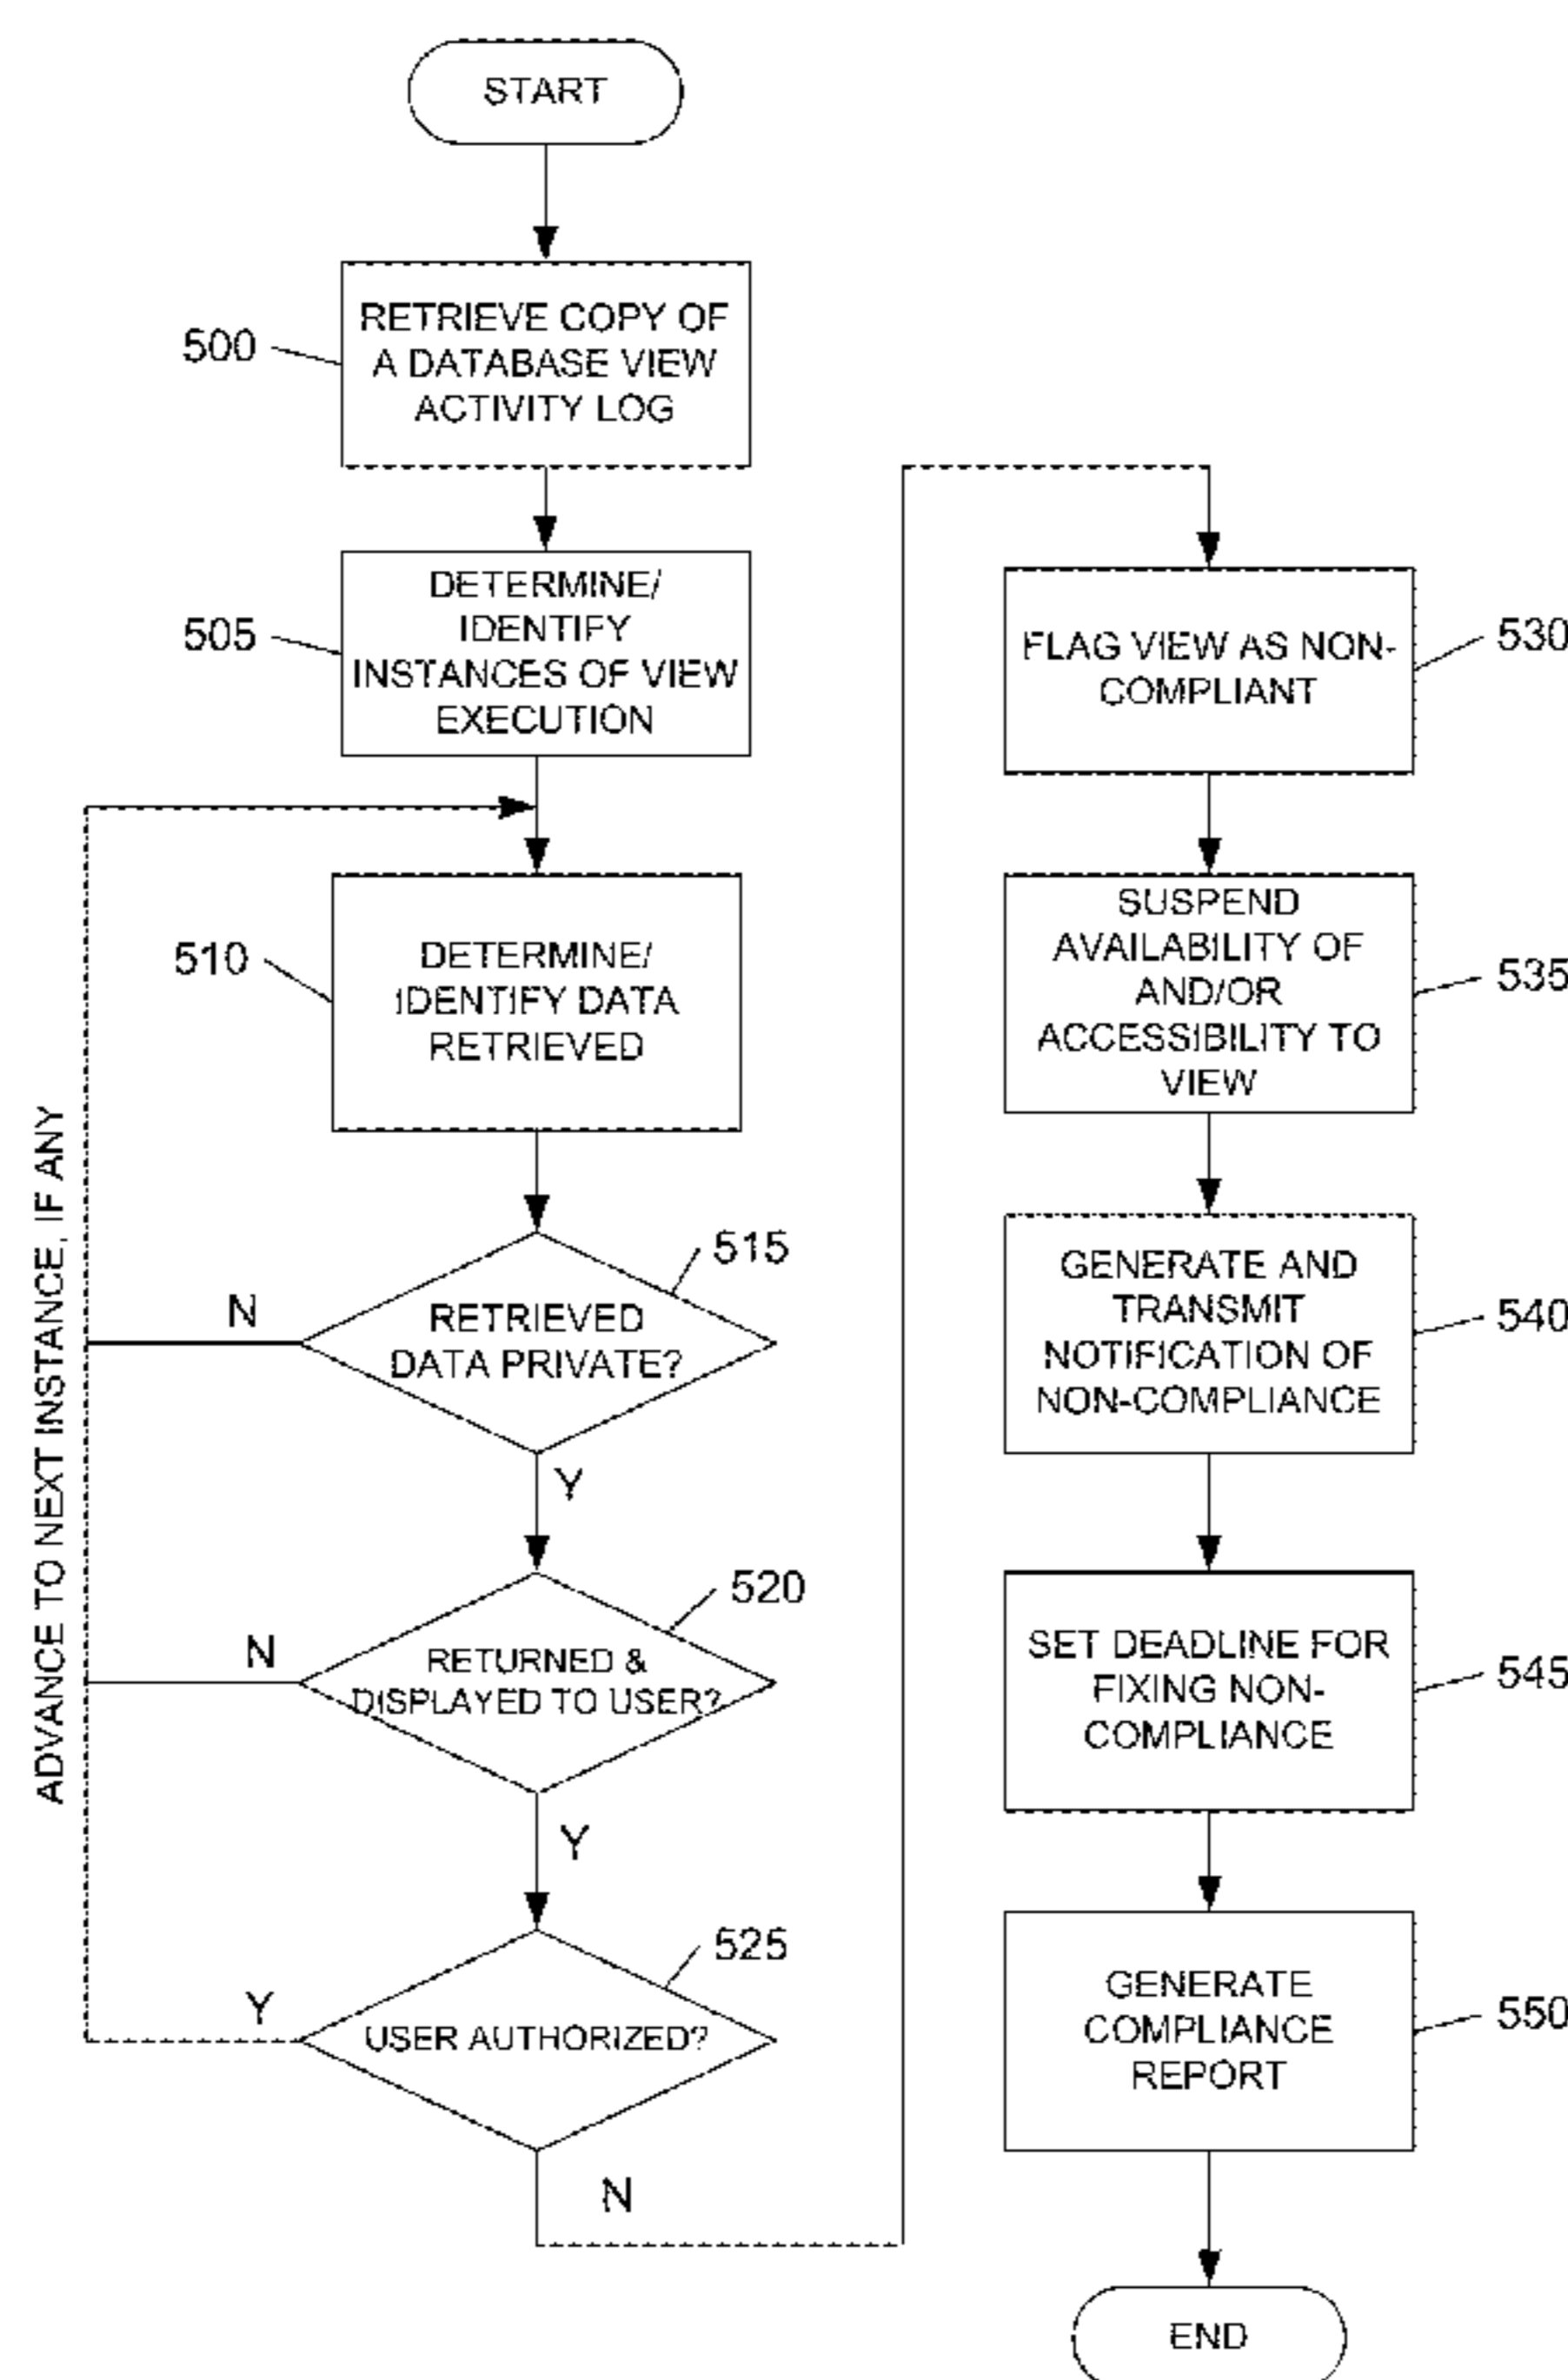 START
RETRIEVE COPY OF
A DATABASE VIEW
ACTIVITY LOG
500
DETERMINE/
IDENTIFY
INSTANCES OF VIEW
EXECUTION
505
DETERMINE/
IDENTIFY DATA
RETRIEVED
510
515
RETRIEVED
DATA PRIVATE?
N
Y
520
RETURNED &
DISPLAYED TO USER?
N
Y
525
USER AUTHORIZED?
Y
N
ADVANCE TO NEXT INSTANCE, IF ANY
FLAG VIEW AS NON-
COMPLIANT
530
SUSPEND
AVAILABILITY OF
AND/OR
ACCESSIBILITY TO
VIEW
535
GENERATE AND
TRANSMIT
NOTIFICATION OF
NON-COMPLIANCE
540
SET DEADLINE FOR
FIXING NON-
COMPLIANCE
545
GENERATE
COMPLIANCE
REPORT
550
END